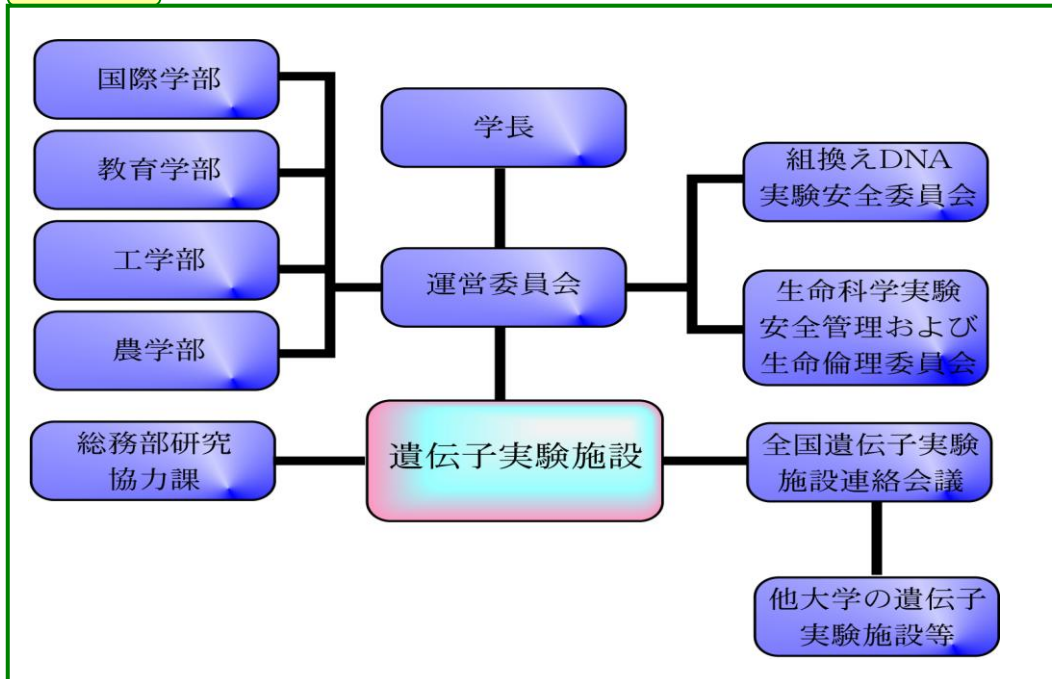 国際学部
教育学部
工学部
農学部
学長
運営委員会
組換えDNA
実験安全委員会
生命科学実験
安全管理および
生命倫理委員会
総務部研究
協力課
遺伝子実験施設
全国遺伝子実験
施設連絡会議
他大学の遺伝子
実験施設等